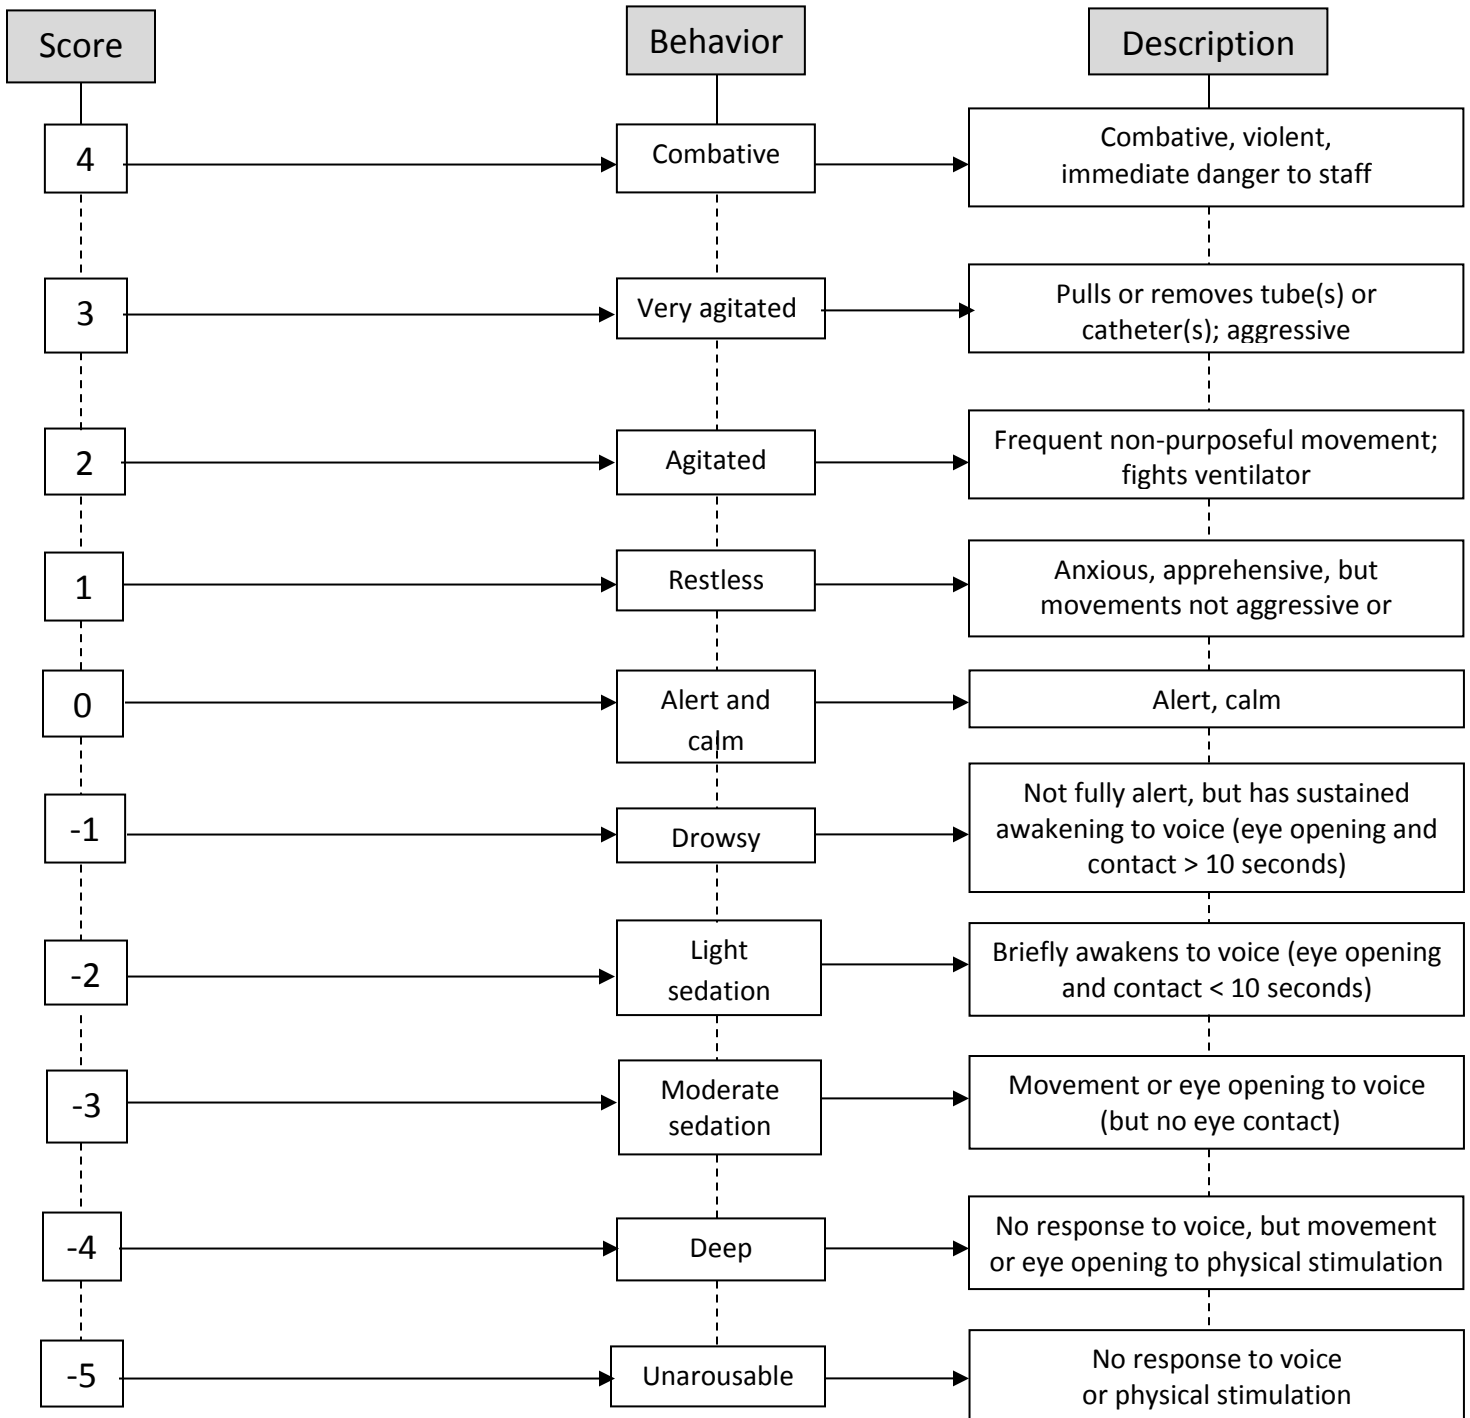 Score
Behavior
Description
4
Combative
Combative, violent,
immediate danger to staff
3
Very agitated
Pulls or removes tube(s) or
catheter(s); aggressive
2
Agitated
Frequent non-purposeful movement;
fights ventilator
1
Restless
Anxious, apprehensive, but
movements not aggressive or
0
Alert and
calm
Alert, calm
-1
Drowsy
Not fully alert, but has sustained
awakening to voice (eye opening and
contact > 10 seconds)
-2
Light
sedation
Briefly awakens to voice (eye opening
and contact < 10 seconds)
-3
Moderate
sedation
Movement or eye opening to voice
(but no eye contact)
-4
Deep
No response to voice, but movement
or eye opening to physical stimulation
-5
Unarousable
No response to voice
or physical stimulation